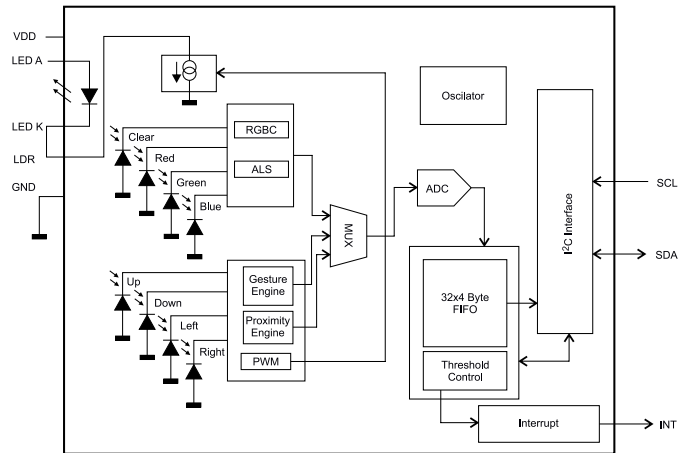 VDD
LED A
LED K
LDR
GND
Clear
Red
Green
Blue
RGBC
ALS
Up
Down
Left
Right
Gesture
Engine
Proximity
Engine
PWM
MUX
ADC
Oscilator
32x4 Byte
FIFO
Threshold
Control
I²C Interface
Interrupt
SCL
SDA
INT